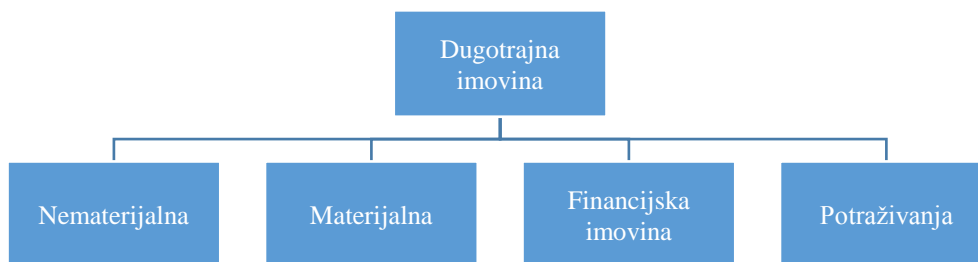 Dugotrajna
imovina
Nematerijalna
Materijalna
Financijska
imovina
Potraživanja